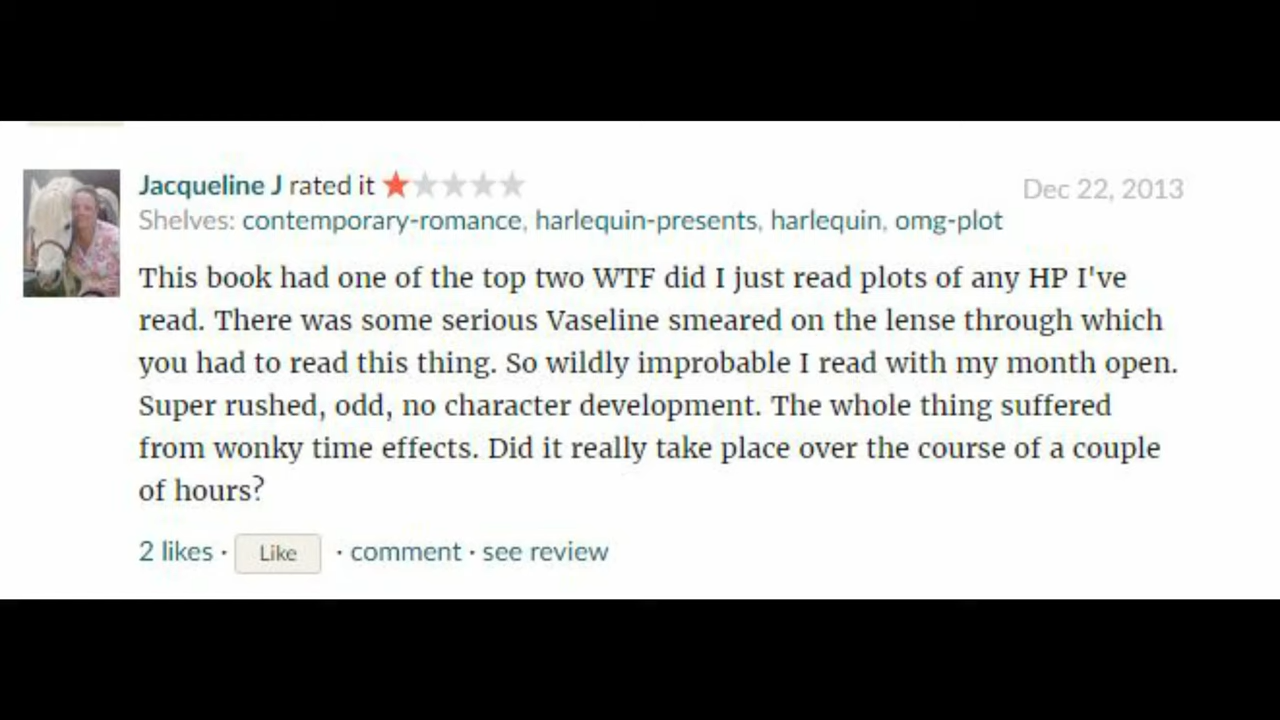 Jacqueline J rated it
Dec 22, 2013
Shelves: contemporary-romance, harlequin-presents, harlequin, omg-plot
This book had one of the top two WTF did I just read plots of any HP I've
read. There was some serious Vaseline smeared on the lense through which
you had to read this thing. So wildly improbable I read with my month open.
Super rushed, odd, no character development. The whole thing suffered
from wonky time effects. Did it really take place over the course of a couple
of hours?
2 likes · Like · comment · see review